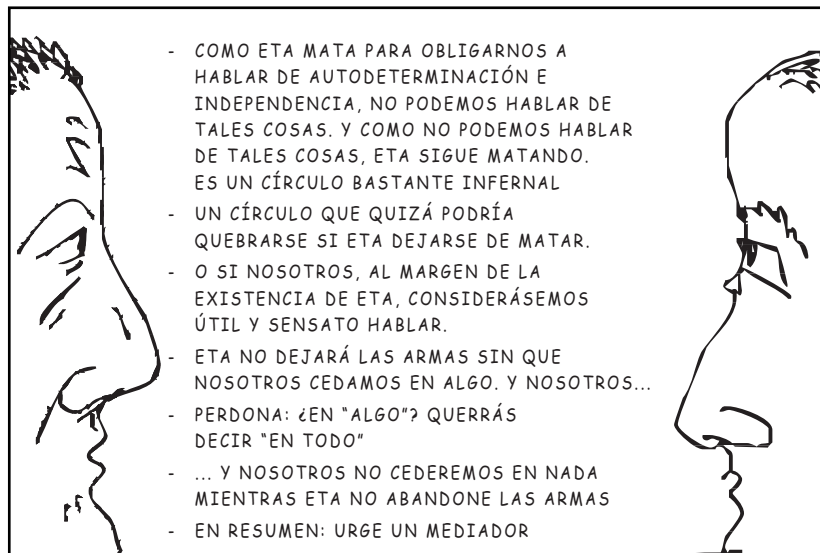 - COMO ETA MATA PARA OBLIGARNOS A
HABLAR DE AUTODETERMINACIÓN E
INDEPENDENCIA, NO PODEMOS HABLAR DE
TALES COSAS. Y COMO NO PODEMOS HABLAR
DE TALES COSAS, ETA SIGUE MATANDO.
ES UN CÍRCULO BASTANTE INFERNAL
- UN CÍRCULO QUE QUIZÁ PODRÍA
QUEBRARSE SI ETA DEJARSE DE MATAR.
- O SI NOSOTROS, AL MARGEN DE LA
EXISTENCIA DE ETA, CONSIDERÁSEMOS
ÚTIL Y SENSATO HABLAR.
- ETA NO DEJARÁ LAS ARMAS SIN QUE
NOSOTROS CEDAMOS EN ALGO. Y NOSOTROS...
- PERDONA: ¿EN "ALGO"? QUERRÁS
DECIR "EN TODO"
- ... Y NOSOTROS NO CEDEREMOS EN NADA
MIENTRAS ETA NO ABANDONE LAS ARMAS
- EN RESUMEN: URGE UN MEDIADOR